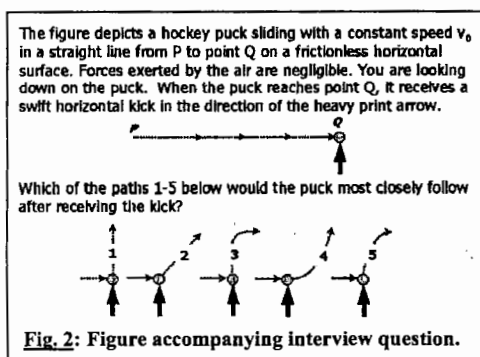 The figure depicts a hockey puck sliding with a constant speed v₀
in a straight line from P to point Q on a frictionless horizontal
surface. Forces exerted by the air are negligible. You are looking
down on the puck. When the puck reaches point Q, it receives a
swift horizontal kick in the direction of the heavy print arrow.
P Q
Which of the paths 1-5 below would the puck most closely follow
after receiving the kick?
1 2 3 4 5
Fig. 2: Figure accompanying interview question.